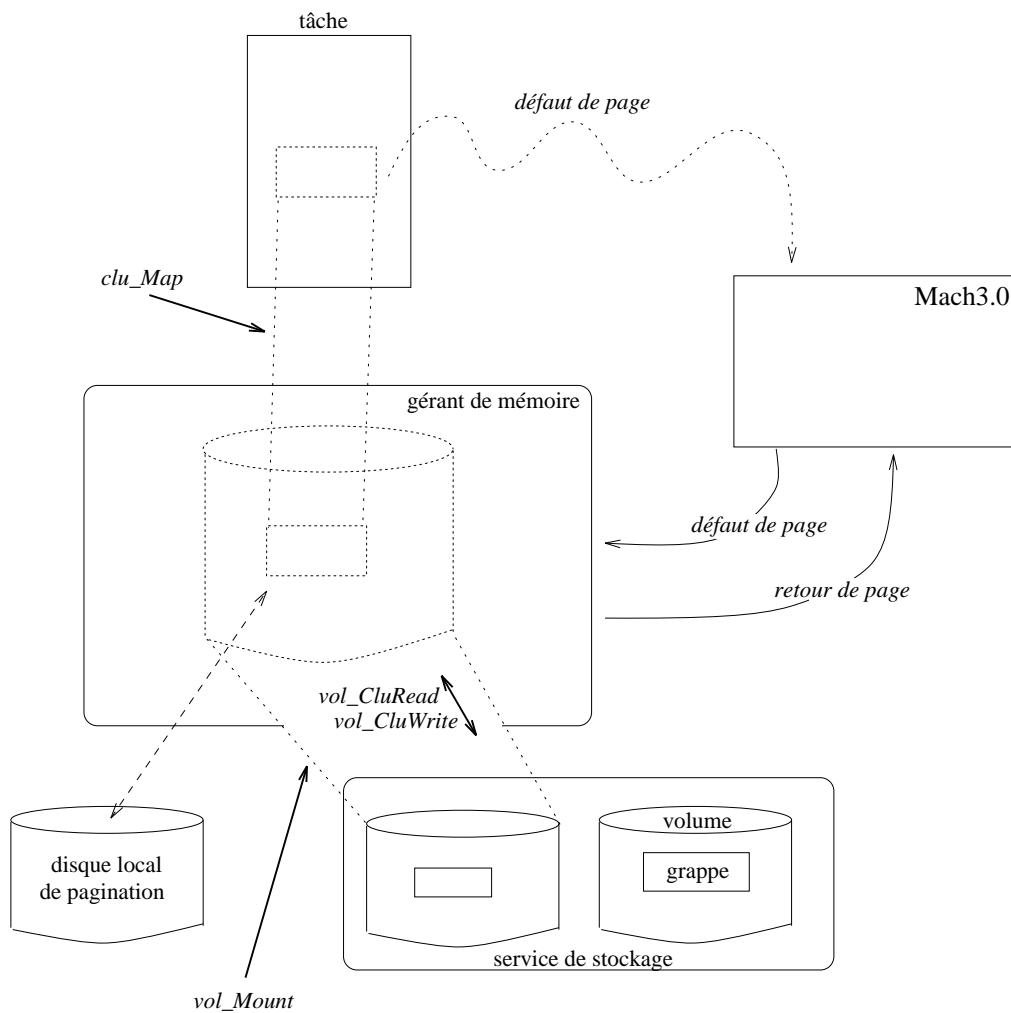 tâche
défaut de page
clu_Map
Mach3.0
gérant de mémoire
défaut de page
retour de page
vol_CluRead
vol_CluWrite
volume
disque local
de pagination
grappe
service de stockage
vol_Mount